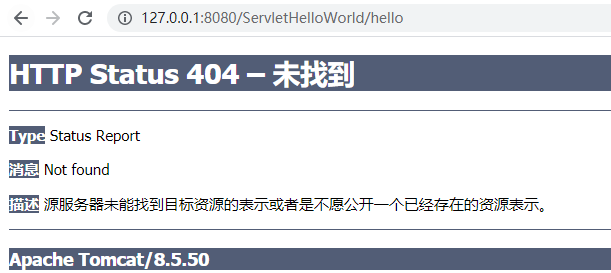 127.0.0.1:8080/ServletHelloWorld/hello
HTTP Status 404 – 未找到
Type Status Report
消息 Not found
描述 源服务器未能找到目标资源的表示或者是不愿公开一个已经存在的资源表示。
Apache Tomcat/8.5.50